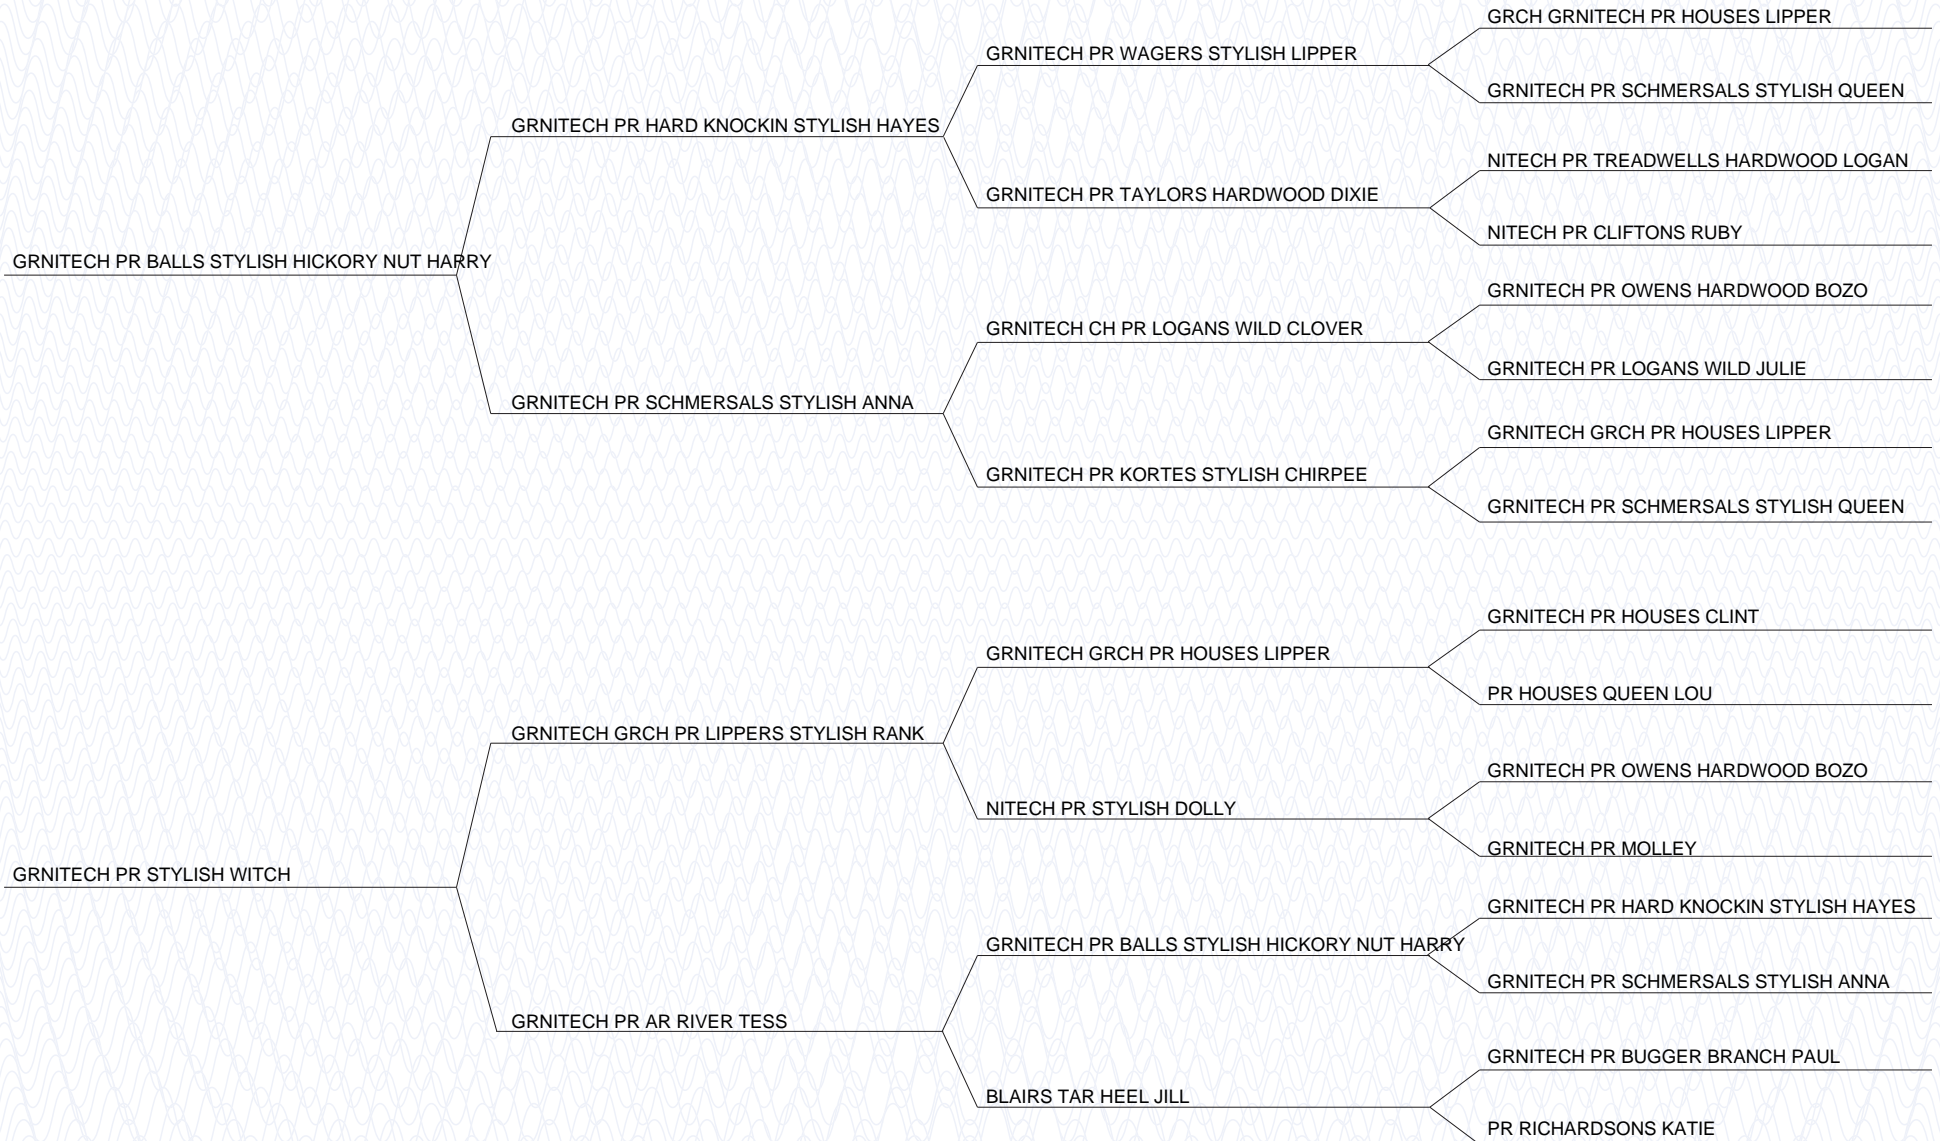 GRCH GRNITECH PR HOUSES LIPPER
GRNITECH PR WAGERS STYLISH LIPPER
GRNITECH PR SCHMERSALS STYLISH QUEEN
GRNITECH PR HARD KNOCKIN STYLISH HAYES
NITECH PR TREADWELLS HARDWOOD LOGAN
GRNITECH PR TAYLORS HARDWOOD DIXIE
NITECH PR CLIFTONS RUBY
GRNITECH PR BALLS STYLISH HICKORY NUT HARRY
GRNITECH PR OWENS HARDWOOD BOZO
GRNITECH CH PR LOGANS WILD CLOVER
GRNITECH PR LOGANS WILD JULIE
GRNITECH PR SCHMERSALS STYLISH ANNA
GRNITECH GRCH PR HOUSES LIPPER
GRNITECH PR KORTES STYLISH CHIRPEE
GRNITECH PR SCHMERSALS STYLISH QUEEN
GRNITECH PR HOUSES CLINT
GRNITECH GRCH PR HOUSES LIPPER
PR HOUSES QUEEN LOU
GRNITECH GRCH PR LIPPERS STYLISH RANK
GRNITECH PR OWENS HARDWOOD BOZO
NITECH PR STYLISH DOLLY
GRNITECH PR MOLLEY
GRNITECH PR STYLISH WITCH
GRNITECH PR HARD KNOCKIN STYLISH HAYES
GRNITECH PR BALLS STYLISH HICKORY NUT HARRY
GRNITECH PR SCHMERSALS STYLISH ANNA
GRNITECH PR AR RIVER TESS
GRNITECH PR BUGGER BRANCH PAUL
BLAIRS TAR HEEL JILL
PR RICHARDSONS KATIE